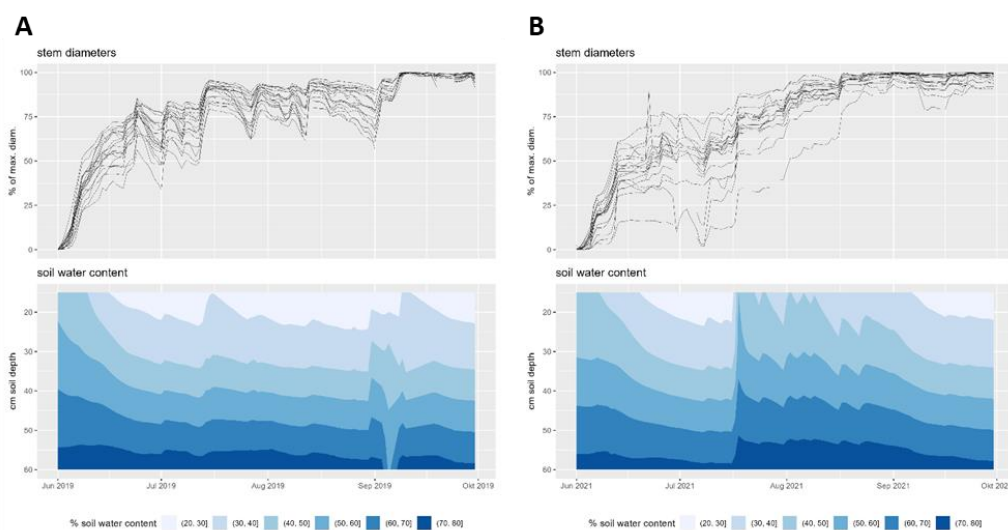 A
stem diameters
% of max. diam.
100
75
50
25
0
soil water content
cm soil depth
20
30
40
50
60
Jun 2019
Jul 2019
Aug 2019
Sep 2019
Okt 2019
% soil water content
(20, 30]
(30, 40]
(40, 50]
(50, 60]
(60, 70]
(70, 80]
B
stem diameters
% of max. diam.
100
75
50
25
0
soil water content
cm soil depth
20
30
40
50
60
Jun 2021
Jul 2021
Aug 2021
Sep 2021
Okt 202
% soil water content
(20, 30]
(30, 40]
(40, 50]
(50, 60]
(60, 70]
(70, 80]